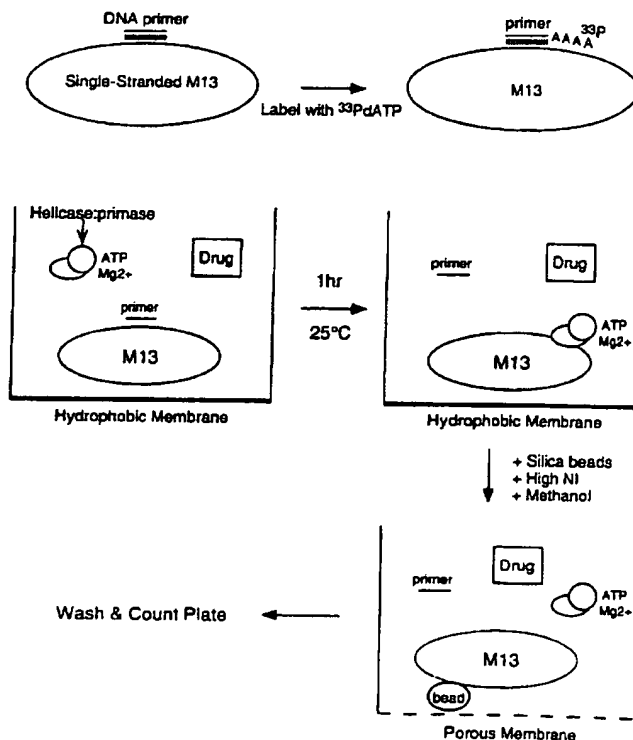 DNA primer
Single-Stranded M13
Label with 33PdATP
primer
AAAA 33P
M13
Helicase:primase
ATP
Mg2+
Drug
primer
M13
Hydrophobic Membrane
1hr
25°C
primer
Drug
ATP
Mg2+
M13
Hydrophobic Membrane
+ Silica beads
+ High NI
+ Methanol
Drug
primer
ATP
Mg2+
M13
bead
Porous Membrane
Wash & Count Plate